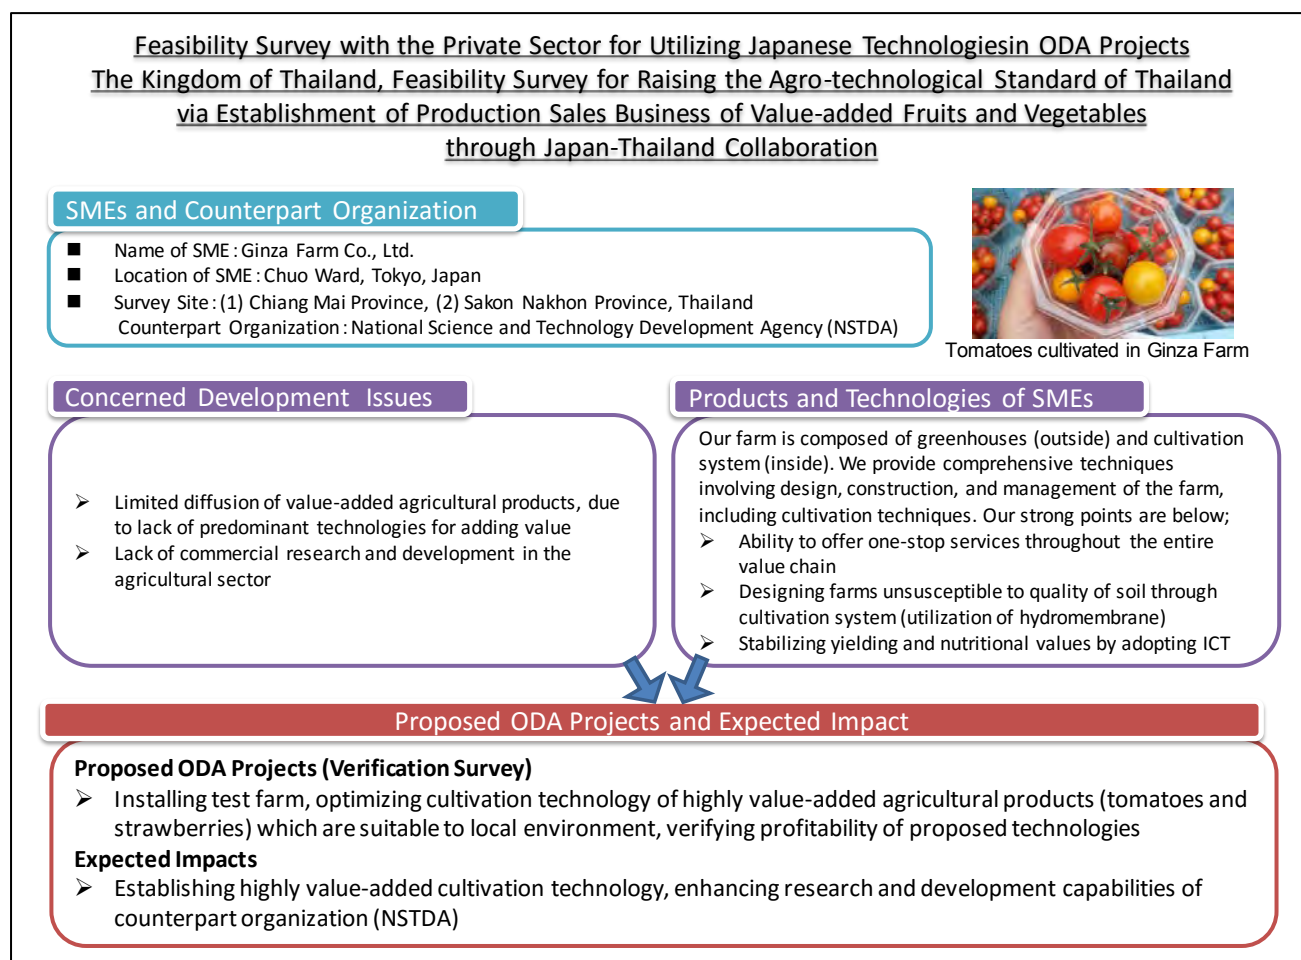 Feasibility Survey with the Private Sector for Utilizing Japanese Technologiesin ODA Projects
The Kingdom of Thailand, Feasibility Survey for Raising the Agro-technological Standard of Thailand
via Establishment of Production Sales Business of Value-added Fruits and Vegetables
through Japan-Thailand Collaboration
SMEs and Counterpart Organization
■ Name of SME : Ginza Farm Co., Ltd.
■ Location of SME : Chuo Ward, Tokyo, Japan
■ Survey Site : (1) Chiang Mai Province, (2) Sakon Nakhon Province, Thailand
Counterpart Organization : National Science and Technology Development Agency (NSTDA)
Tomatoes cultivated in Ginza Farm
Concerned Development Issues
➢ Limited diffusion of value-added agricultural products, due
to lack of predominant technologies for adding value
➢ Lack of commercial research and development in the
agricultural sector
Products and Technologies of SMEs
Our farm is composed of greenhouses (outside) and cultivation
system (inside). We provide comprehensive techniques
involving design, construction, and management of the farm,
including cultivation techniques. Our strong points are below;
➢ Ability to offer one-stop services throughout the entire
value chain
➢ Designing farms unsusceptible to quality of soil through
cultivation system (utilization of hydromembrane)
➢ Stabilizing yielding and nutritional values by adopting ICT
Proposed ODA Projects and Expected Impact
Proposed ODA Projects (Verification Survey)
➢ Installing test farm, optimizing cultivation technology of highly value-added agricultural products (tomatoes and
strawberries) which are suitable to local environment, verifying profitability of proposed technologies
Expected Impacts
➢ Establishing highly value-added cultivation technology, enhancing research and development capabilities of
counterpart organization (NSTDA)